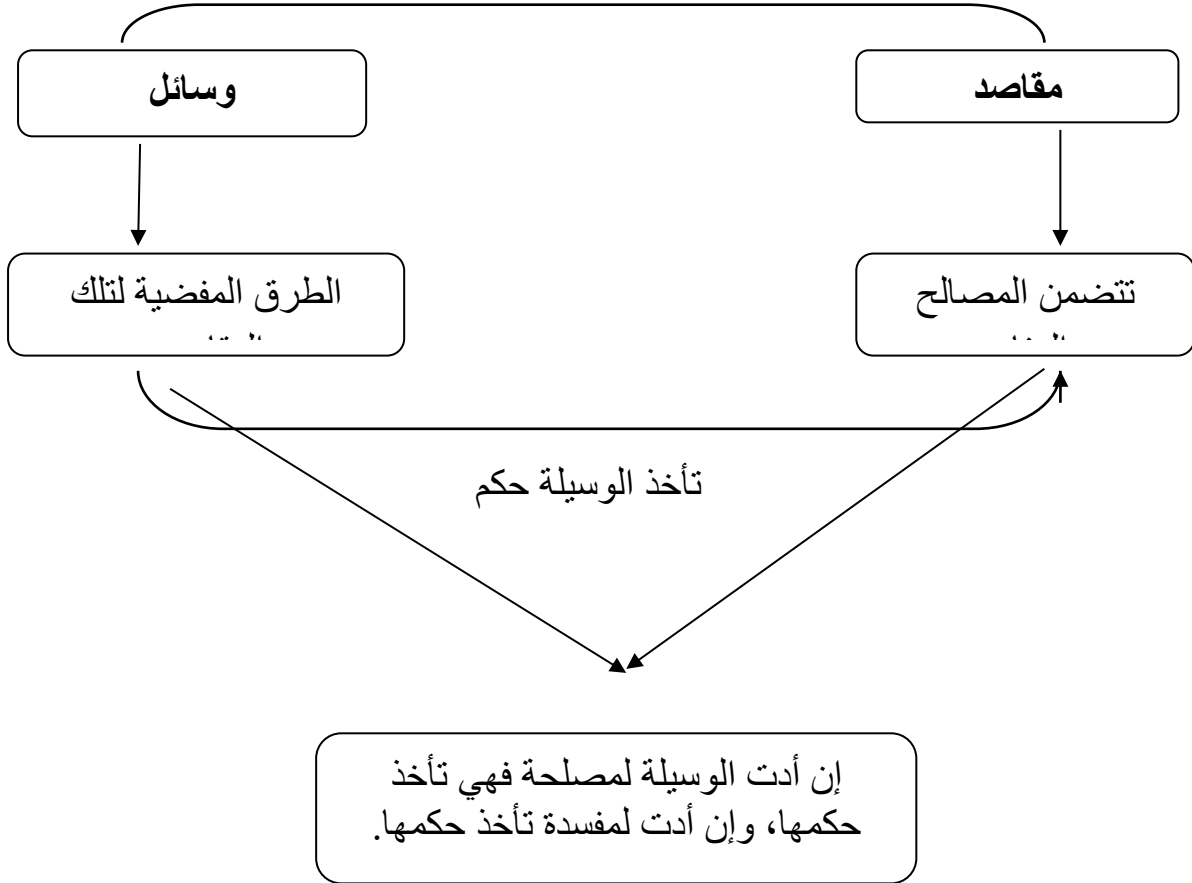 مقاصد
وسائل
تتضمن المصالح
الطرق المفضية لتلك
تأخذ الوسيلة حكم
إن أدت الوسيلة لمصلحة فهي تأخذ
حكمها، وإن أدت لمفسدة تأخذ حكمها.